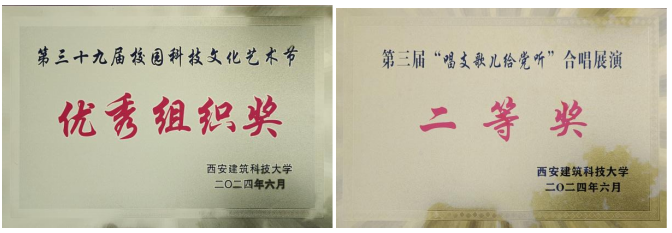 第三十九届校园科技文化艺术节
优秀组织奖
西安建筑科技大学
二〇二四年六月
第三届“唱支歌儿给党听”合唱展演
二等奖
西安建筑科技大学
二〇二四年六月